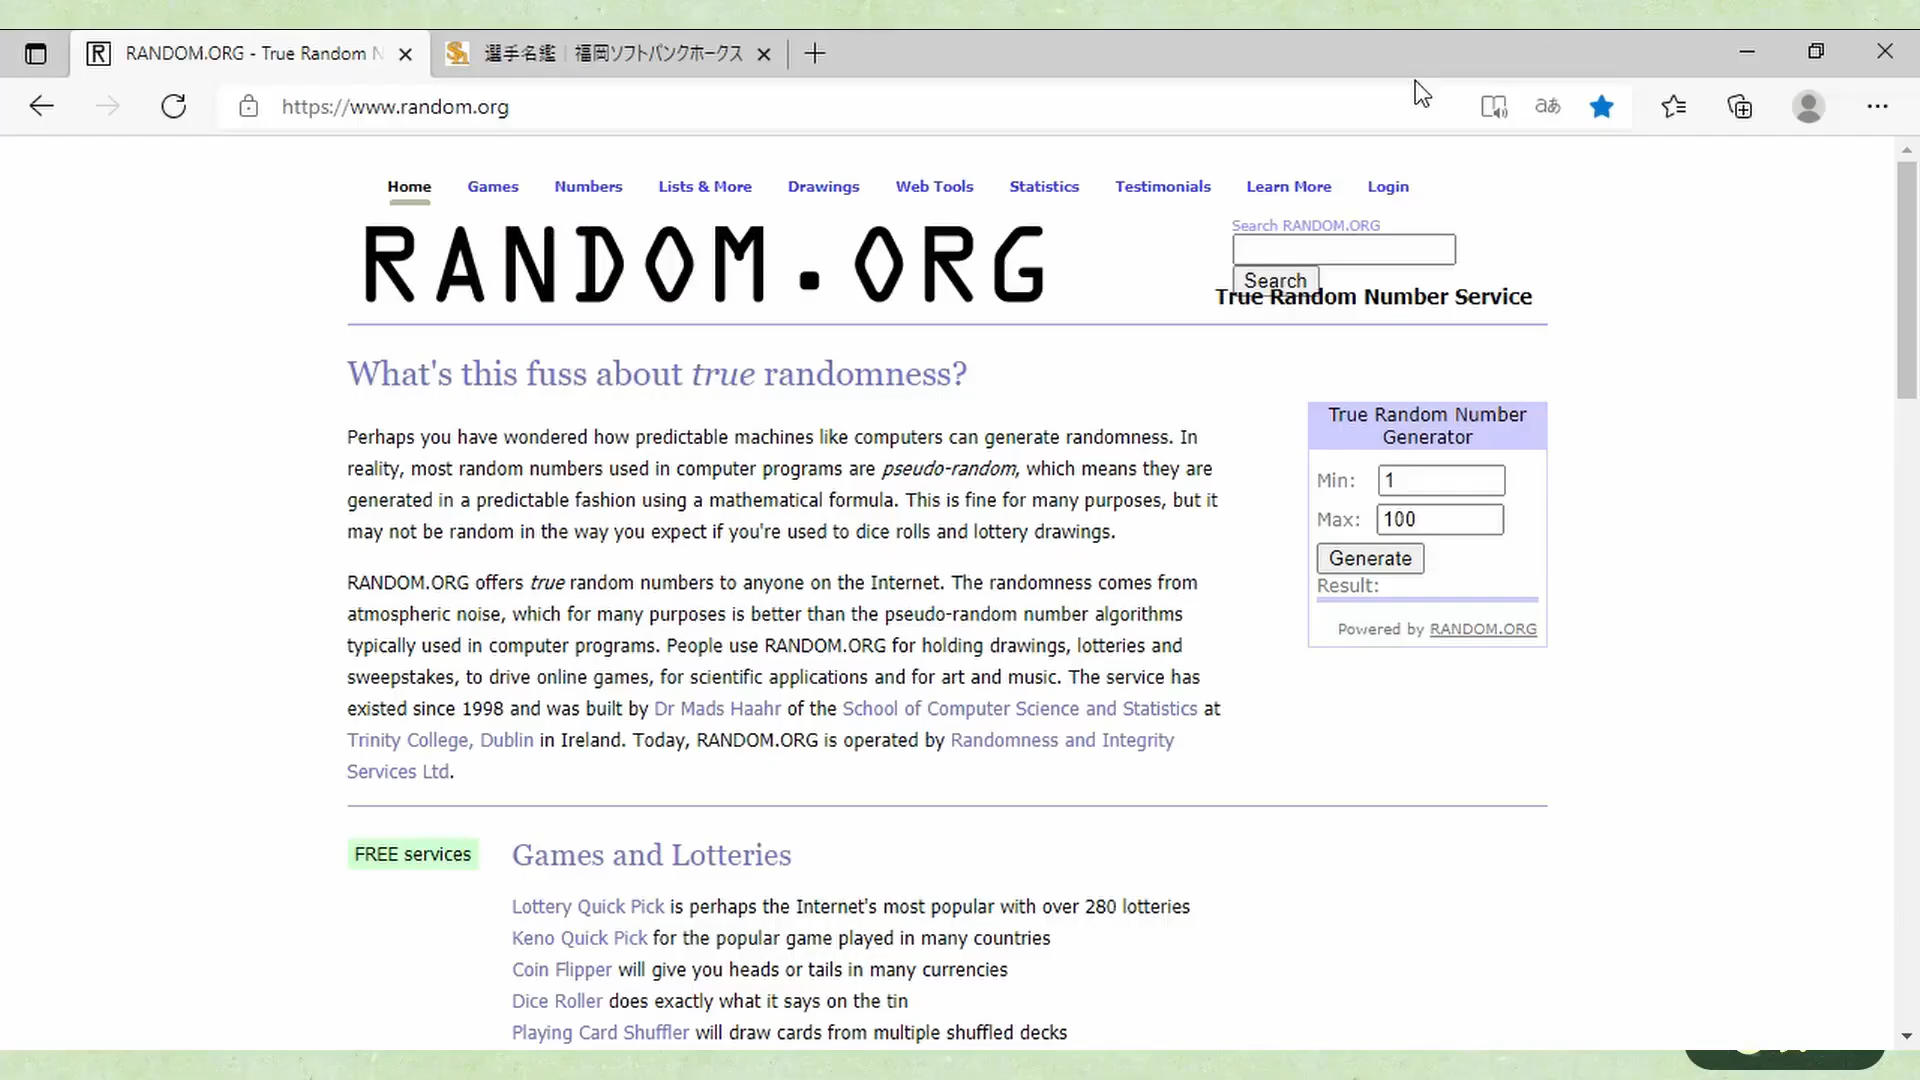 RANDOM.ORG - True Random N
選手名鑑 | 福岡ソフトバンクホークス
https://www.random.org
Home Games Numbers Lists & More Drawings Web Tools Statistics Testimonials Learn More Login
RANDOM.ORG
Search RANDOM.ORG
Search
True Random Number Service
What's this fuss about true randomness?
Perhaps you have wondered how predictable machines like computers can generate randomness. In
reality, most random numbers used in computer programs are pseudo-random, which means they are
generated in a predictable fashion using a mathematical formula. This is fine for many purposes, but it
may not be random in the way you expect if you're used to dice rolls and lottery drawings.
RANDOM.ORG offers true random numbers to anyone on the Internet. The randomness comes from
atmospheric noise, which for many purposes is better than the pseudo-random number algorithms
typically used in computer programs. People use RANDOM.ORG for holding drawings, lotteries and
sweepstakes, to drive online games, for scientific applications and for art and music. The service has
existed since 1998 and was built by Dr Mads Haahr of the School of Computer Science and Statistics at
Trinity College, Dublin in Ireland. Today, RANDOM.ORG is operated by Randomness and Integrity
Services Ltd.
True Random Number
Generator
Min: 1
Max: 100
Generate
Result:
Powered by RANDOM.ORG
FREE services
Games and Lotteries
Lottery Quick Pick is perhaps the Internet's most popular with over 280 lotteries
Keno Quick Pick for the popular game played in many countries
Coin Flipper will give you heads or tails in many currencies
Dice Roller does exactly what it says on the tin
Playing Card Shuffler will draw cards from multiple shuffled decks